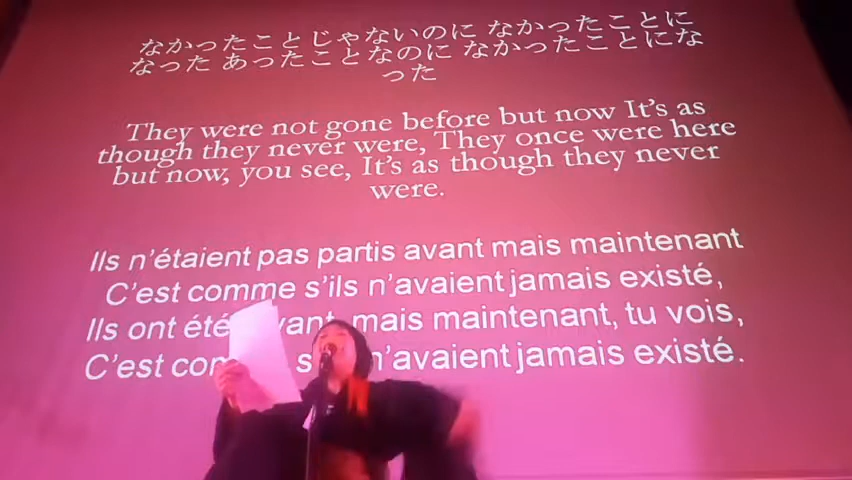 なかったことじゃないのに なかったことに
なった あったことなのに なかったことにな
った
They were not gone before but now It's as
though they never were, They once were here
but now, you see, It's as though they never
were.
Ils n'étaient pas partis avant mais maintenant
C'est comme s'ils n'avaient jamais existé,
Ils ont été mais maintenant, tu vois,
C'est n'avaient jamais existé.